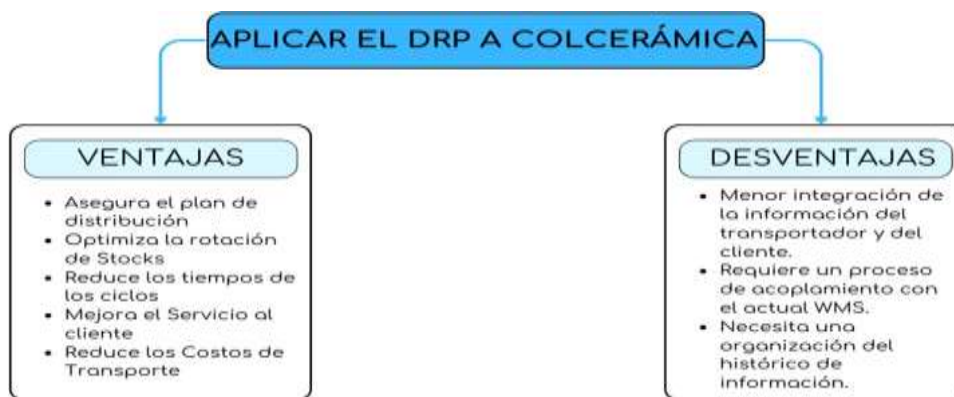 APLICAR EL DRP A COLCERÁMICA
VENTAJAS
• Asegura el plan de
distribución
• Optimiza la rotación
de Stocks
• Reduce los tiempos de
los ciclos
• Mejora el Servicio al
cliente
• Reduce los Costos de
Transporte
DESVENTAJAS
• Menor integración de
la información del
transportador y del
cliente.
• Requiere un proceso
de acoplamiento con
el actual WMS.
• Necesita una
organización del
histórico de
información.